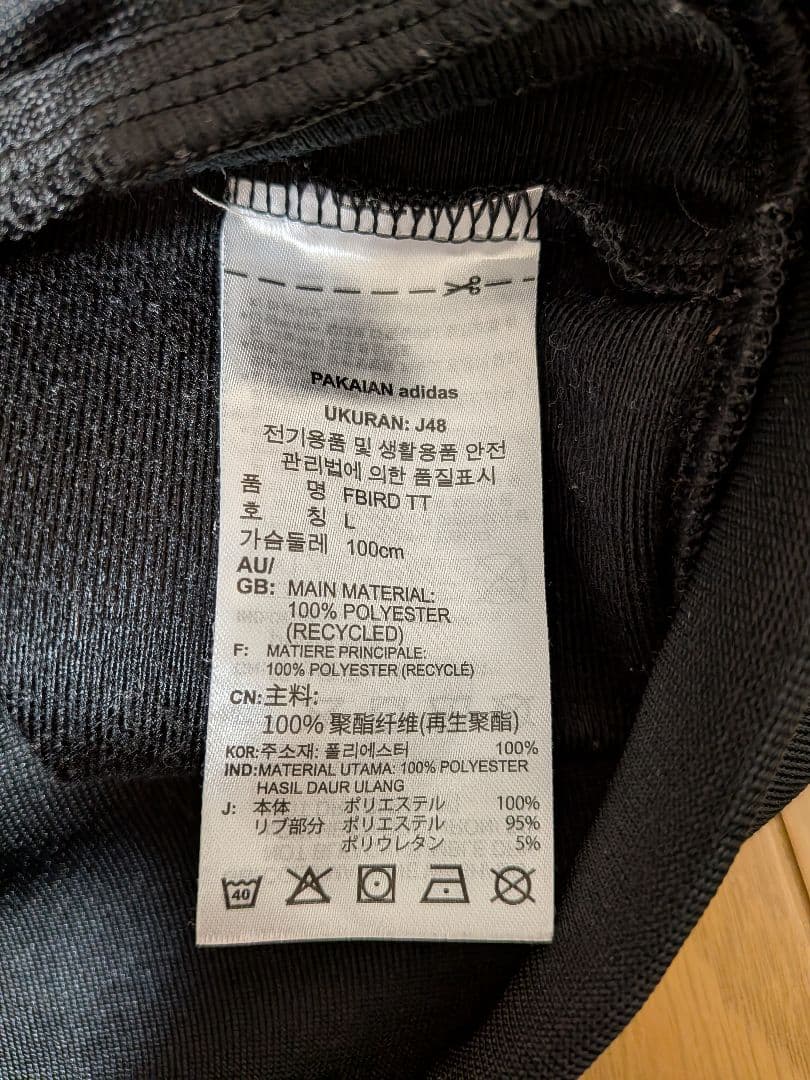 PAKAIAN adidas
UKURAN: J48
전기용품 및 생활용품 안전
관리법에 의한 품질표시
품 명 FBIRD TT
호 칭 L
가슴둘레 100cm
AU/
GB: MAIN MATERIAL:
100% POLYESTER
(RECYCLED)
F: MATIERE PRINCIPALE:
100% POLYESTER (RECYCLÉ)
CN:主料:
100% 聚酯纤维(再生聚酯)
KOR:주소재: 폴리에스터 100%
IND:MATERIAL UTAMA: 100% POLYESTER
HASIL DAUR ULANG
J: 本体 ポリエステル 100%
リブ部分 ポリエステル 95%
ポリウレタン 5%
40